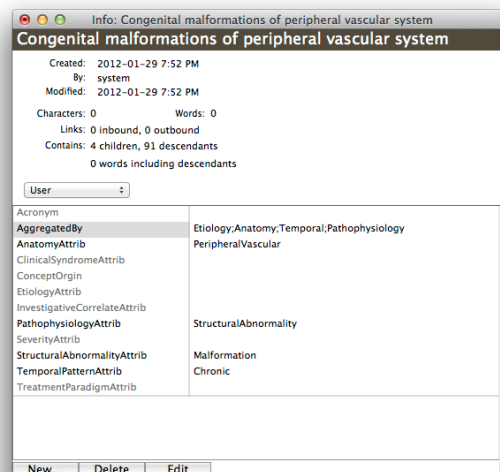 Info: Congenital malformations of peripheral vascular system
Congenital malformations of peripheral vascular system
Created: 2012-01-29 7:52 PM
By: system
Modified: 2012-01-29 7:52 PM
Characters: 0 Words: 0
Links: 0 inbound, 0 outbound
Contains: 4 children, 91 descendants
0 words including descendants
User
Acronym
AggregatedBy Etiology;Anatomy;Temporal;Pathophysiology
AnatomyAttrib PeripheralVascular
ClinicalSyndromeAttrib
ConceptOrgin
EtiologyAttrib
InvestigativeCorrelateAttrib
PathophysiologyAttrib StructuralAbnormality
SeverityAttrib
StructuralAbnormalityAttrib Malformation
TemporalPatternAttrib Chronic
TreatmentParadigmAttrib
New... Delete Edit